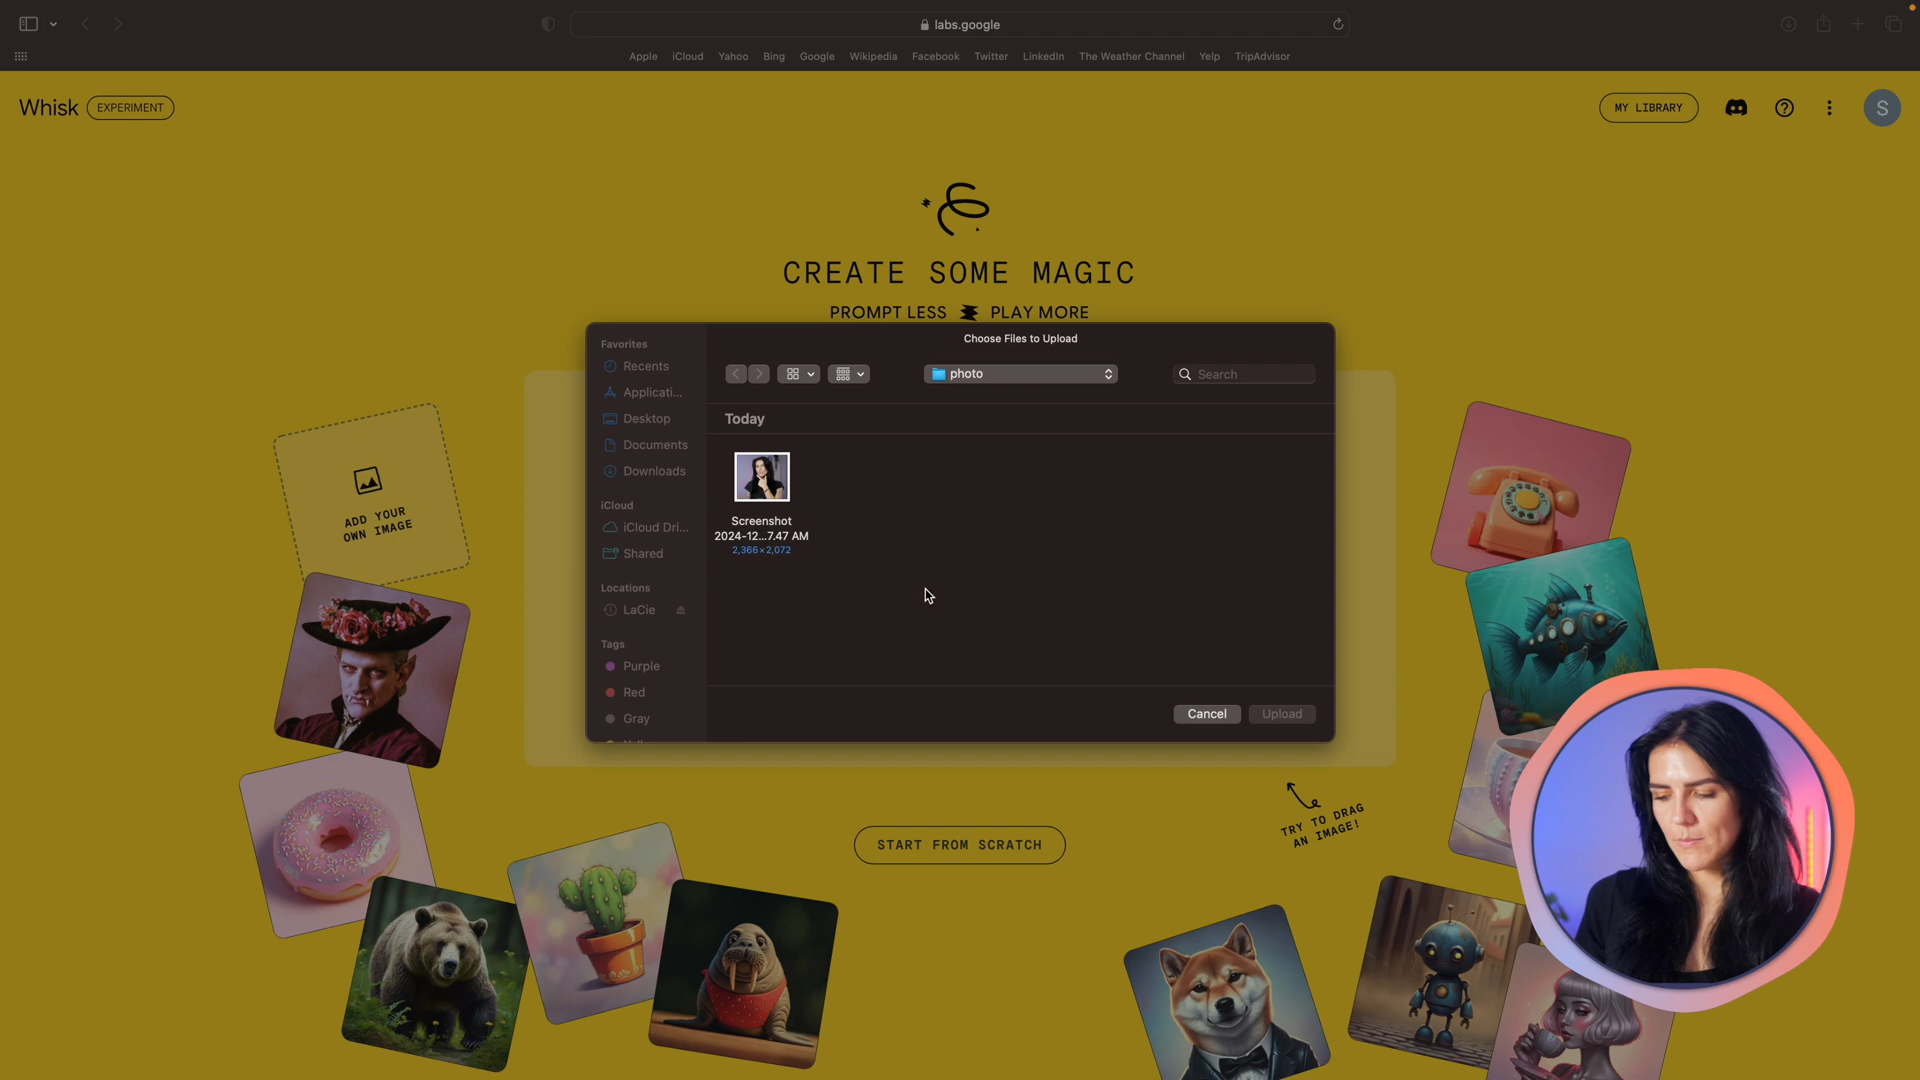 labs.google
Apple iCloud Yahoo Bing Google Wikipedia Facebook Twitter LinkedIn The Weather Channel Yelp TripAdvisor
Whisk EXPERIMENT
MY LIBRARY
S
CREATE SOME MAGIC
PROMPT LESS PLAY MORE
Choose Files to Upload
Favorites
Recents
Applicati...
Desktop
Documents
Downloads
iCloud
iCloud Dri...
Shared
Locations
LaCie
Tags
Purple
Red
Gray
photo
Search
Today
Screenshot
2024-12...7.47 AM
2,366×2,072
Cancel
Upload
ADD YOUR
OWN IMAGE
TRY TO DRAG
AN IMAGE!
START FROM SCRATCH